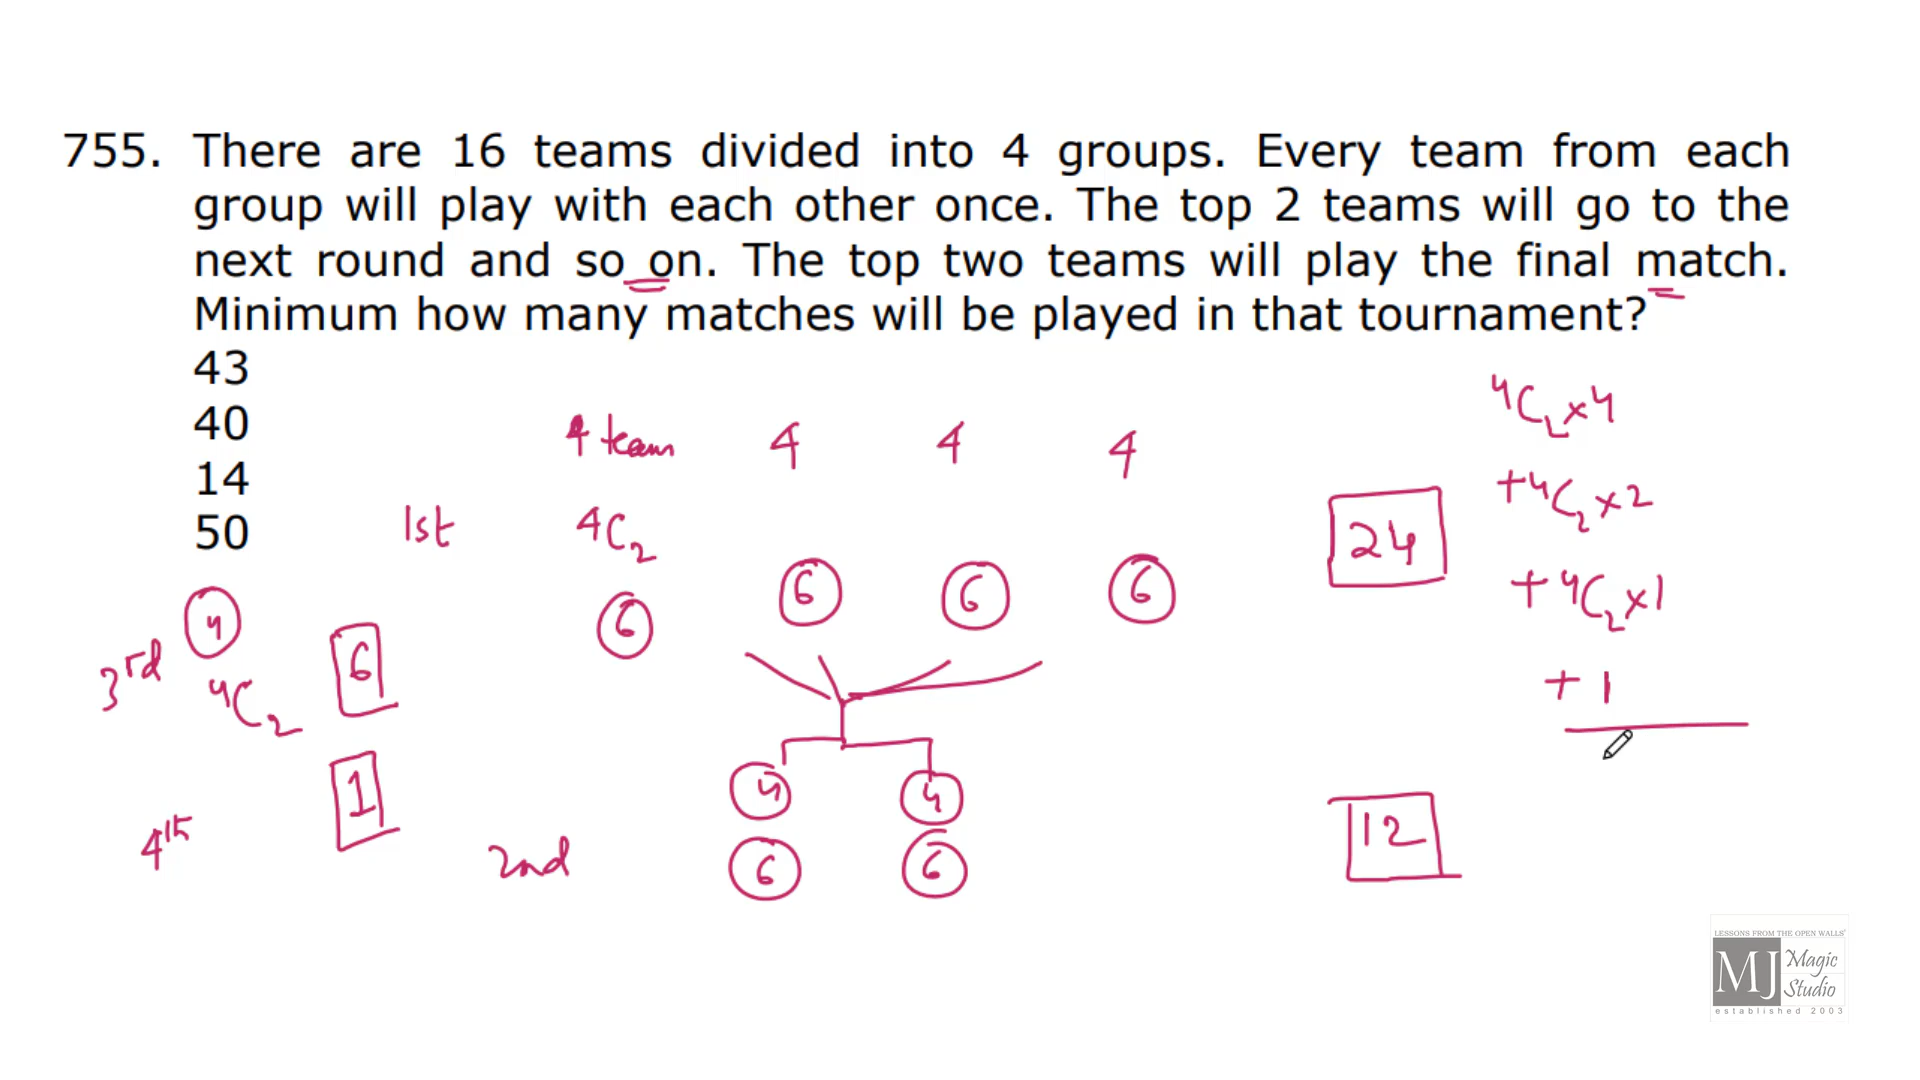 755. There are 16 teams divided into 4 groups. Every team from each
group will play with each other once. The top 2 teams will go to the
next round and so on. The top two teams will play the final match.
Minimum how many matches will be played in that tournament?
43
40
14
50
4 team 4 4 4
1st 4C₂
6 6 6 6
24
4 4
2nd 6 6
12
3rd 4
⁴C₂ 6
4th 1
⁴C₂ x 4
+ ⁴C₂ x 2
+ ⁴C₂ x 1
+ 1
LESSONS FROM THE OPEN WALLS
MJ Magic Studio
established 2003